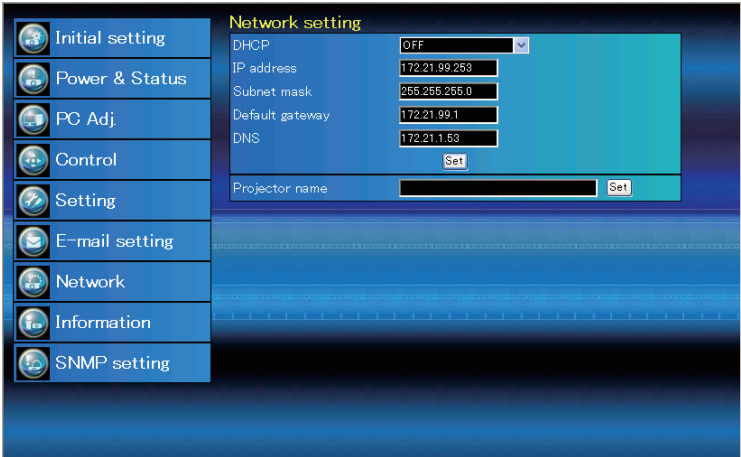 Initial setting
Power & Status
PC Adj.
Control
Setting
E-mail setting
Network
Information
SNMP setting
Network setting
DHCP OFF
IP address 172.21.99.253
Subnet mask 255.255.255.0
Default gateway 172.21.99.1
DNS 172.21.1.53
Set
Projector name Set